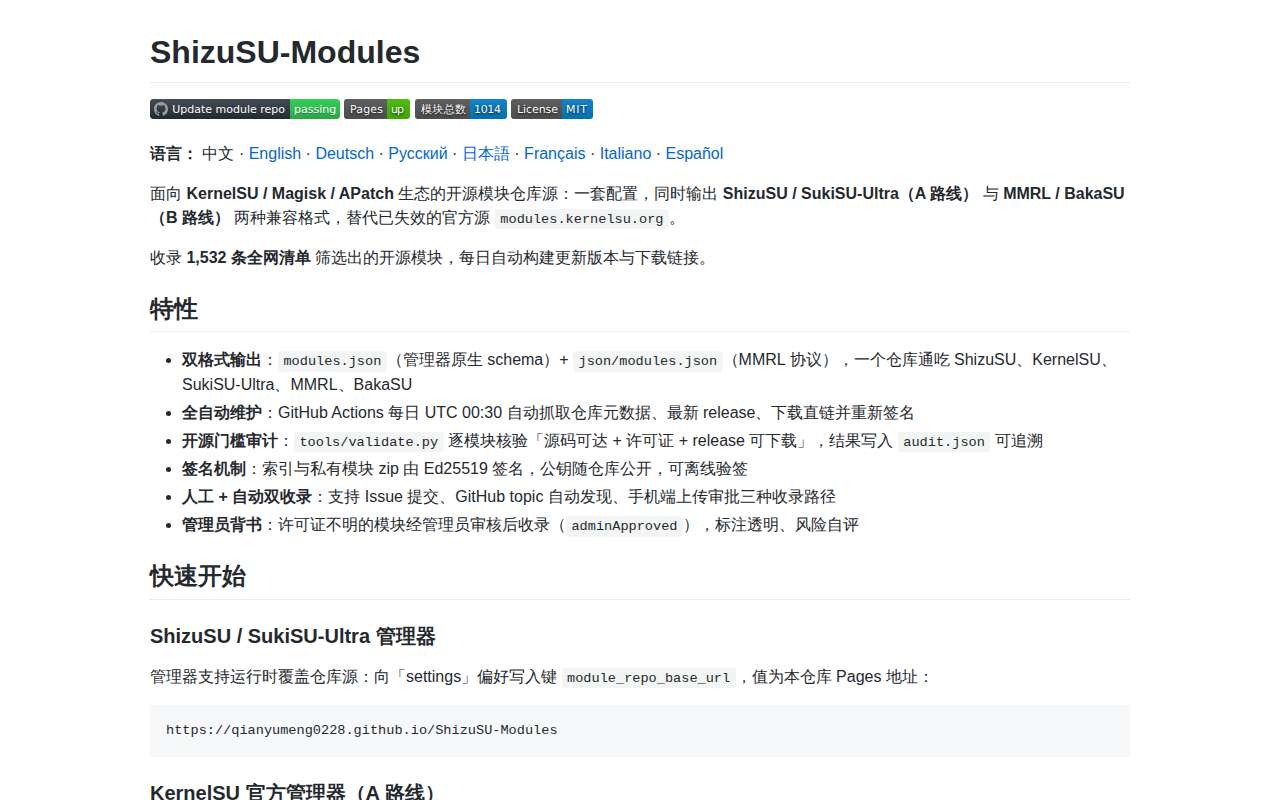 ShizuSU-Modules
Update module repo passing Pages up 模块总数 1014 License MIT
语言： 中文 · English · Deutsch · Русский · 日本語 · Français · Italiano · Español
面向 KernelSU / Magisk / APatch 生态的开源模块仓库源：一套配置，同时输出 ShizuSU / SukiSU-Ultra（A 路线） 与 MMRL / BakaSU
（B 路线） 两种兼容格式，替代已失效的官方源 modules.kernelsu.org。
收录 1,532 条全网清单 筛选出的开源模块，每日自动构建更新版本与下载链接。
特性
双格式输出：modules.json（管理器原生 schema）+ json/modules.json（MMRL 协议），一个仓库通吃 ShizuSU、KernelSU、
SukiSU-Ultra、MMRL、BakaSU
全自动维护：GitHub Actions 每日 UTC 00:30 自动抓取仓库元数据、最新 release、下载直链并重新签名
开源门槛审计：tools/validate.py 逐模块核验「源码可达 + 许可证 + release 可下载」，结果写入 audit.json 可追溯
签名机制：索引与私有模块 zip 由 Ed25519 签名，公钥随仓库公开，可离线验签
人工 + 自动双收录：支持 Issue 提交、GitHub topic 自动发现、手机端上传审批三种收录路径
管理员背书：许可证不明的模块经管理员审核后收录（adminApproved），标注透明、风险自评
快速开始
ShizuSU / SukiSU-Ultra 管理器
管理器支持运行时覆盖仓库源：向「settings」偏好写入键 module_repo_base_url，值为本仓库 Pages 地址：
https://qianyumeng0228.github.io/ShizuSU-Modules
KernelSU 官方管理器（A 路线）